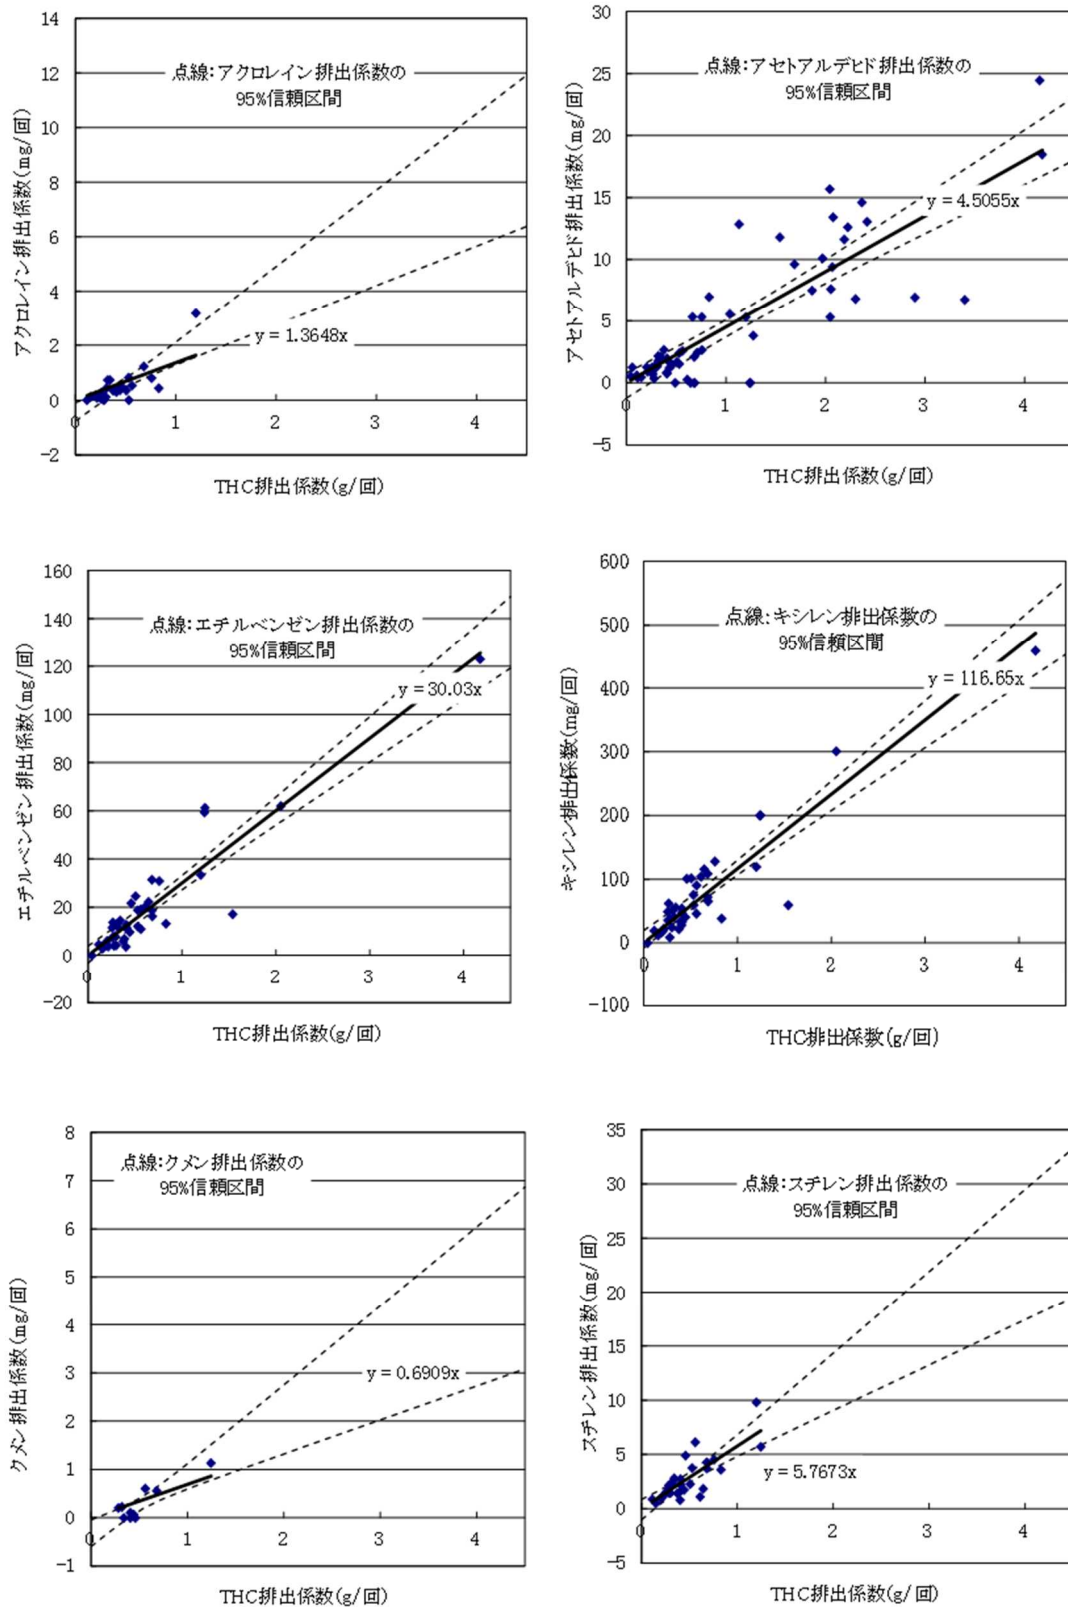 14
12
10
8
6
4
2
0
-2
点線:アクロレイン排出係数の
95%信頼区間
y = 1.3648x
0 1 2 3 4
アクロレイン排出係数(mg/回)
THC排出係数(g/回)
30
25
20
15
10
5
0
-5
点線:アセトアルデヒド排出係数の
95%信頼区間
y = 4.5055x
0 1 2 3 4
アセトアルデヒド排出係数(mg/回)
THC排出係数(g/回)
160
140
120
100
80
60
40
20
0
-20
点線:エチルベンゼン排出係数の
95%信頼区間
y = 30.03x
0 1 2 3 4
エチルベンゼン排出係数(mg/回)
THC排出係数(g/回)
600
500
400
300
200
100
0
-100
点線:キシレン排出係数の
95%信頼区間
y = 116.65x
0 1 2 3 4
キシレン排出係数(mg/回)
THC排出係数(g/回)
8
7
6
5
4
3
2
1
0
-1
点線:クメン排出係数の
95%信頼区間
y = 0.6909x
0 1 2 3 4
クメン排出係数(mg/回)
THC排出係数(g/回)
35
30
25
20
15
10
5
0
-5
点線:スチレン排出係数の
95%信頼区間
y = 5.7673x
0 1 2 3 4
スチレン排出係数(mg/回)
THC排出係数(g/回)